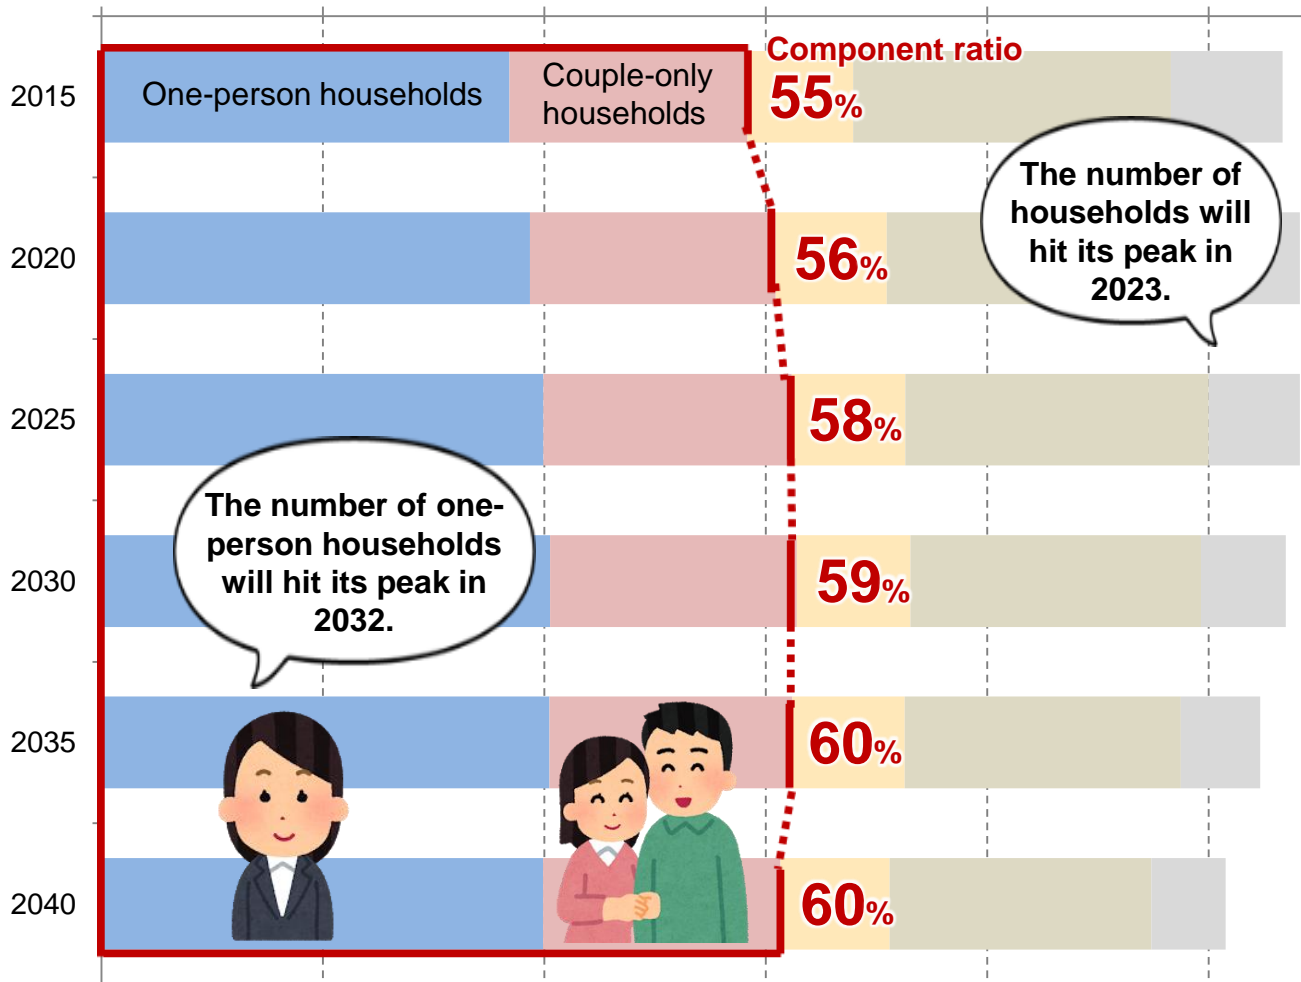 Component ratio
2015
One-person households
Couple-only
households
55%
The number of
households will
hit its peak in
2023.
2020
56%
2025
58%
The number of one-
person households
will hit its peak in
2032.
2030
59%
2035
60%
2040
60%